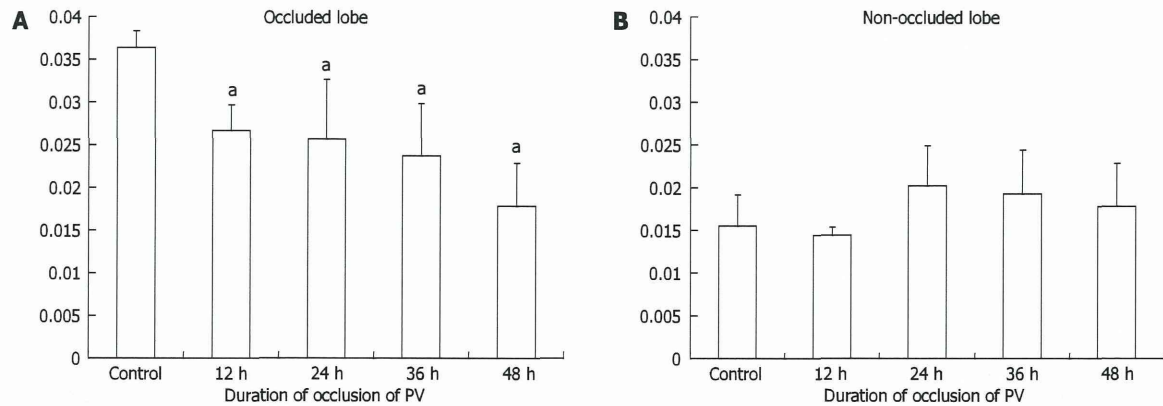 A
Occluded lobe
0.04
0.035
0.03
0.025
0.02
0.015
0.01
0.005
0
a
a
a
a
Control 12 h 24 h 36 h 48 h
Duration of occlusion of PV
B
Non-occluded lobe
0.04
0.035
0.03
0.025
0.02
0.015
0.01
0.005
0
Control 12 h 24 h 36 h 48 h
Duration of occlusion of PV